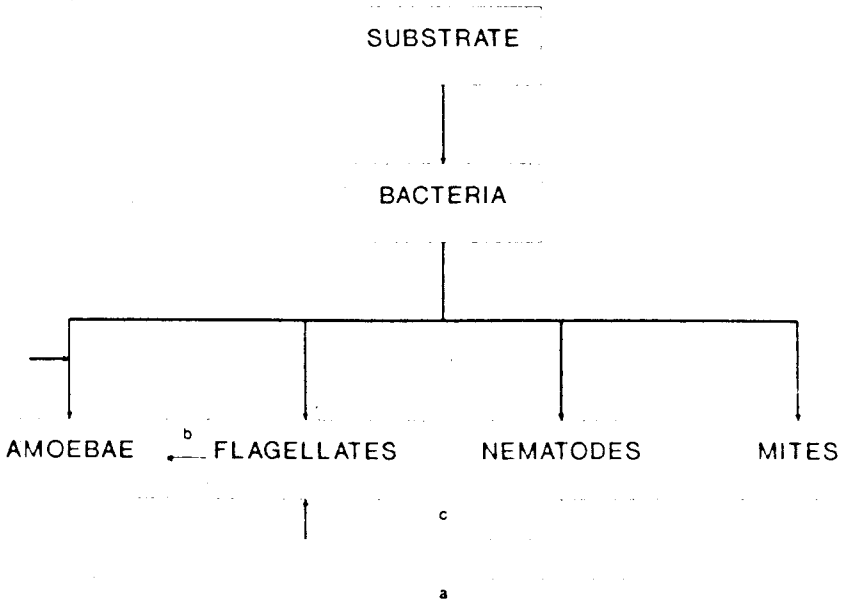 SUBSTRATE
BACTERIA
b
AMOEBAE FLAGELLATES NEMATODES MITES
c
a